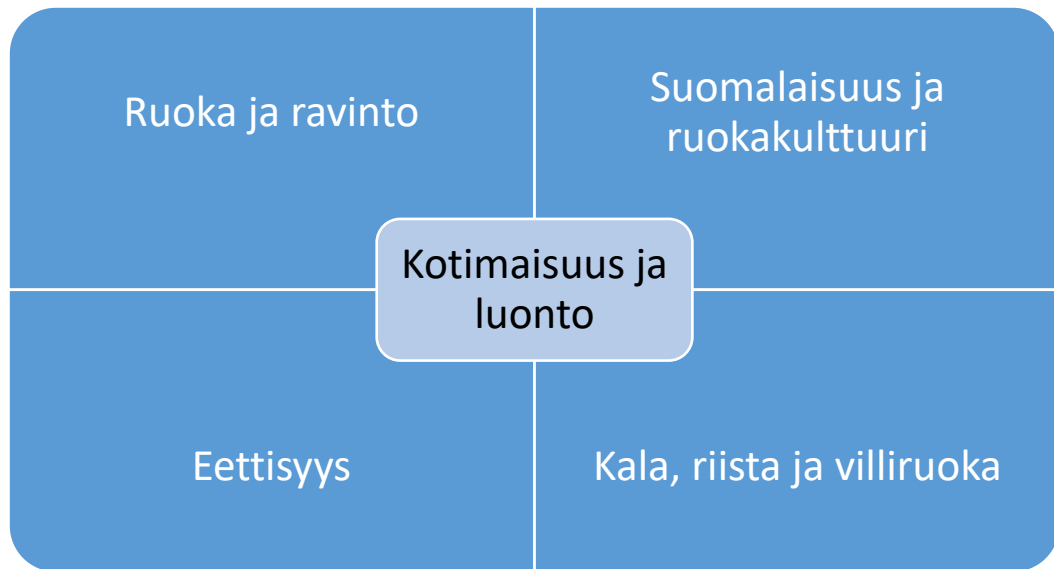 Ruoka ja ravinto
Suomalaisuus ja
ruokakulttuuri
Kotimaisuus ja
luonto
Eettisyys
Kala, riista ja villiruoka